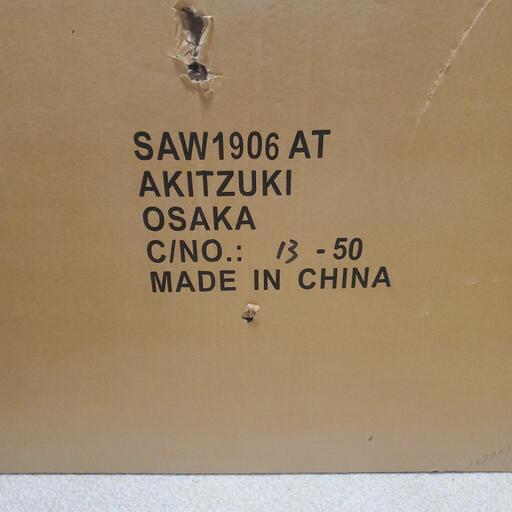 SAW1906 AT
AKITZUKI
OSAKA
C/NO.: 13 - 50
MADE IN CHINA